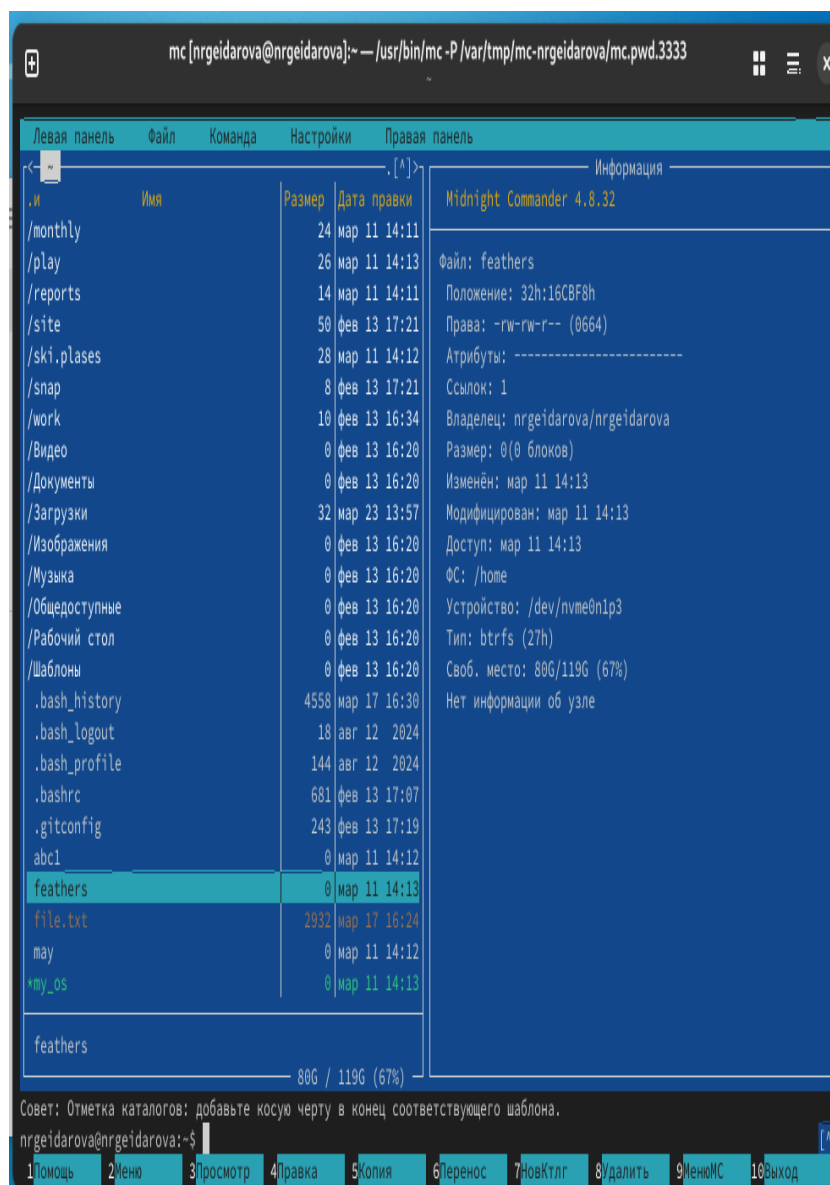 mc [nrgeidarova@nrgeidarova]:~ — /usr/bin/mc -P /var/tmp/mc-nrgeidarova/mc.pwd.3333
~
Левая панель Файл Команда Настройки Правая панель
<- ~ .[^]>
.и Имя Размер Дата правки
/monthly 24 мар 11 14:11
/play 26 мар 11 14:13
/reports 14 мар 11 14:11
/site 50 фев 13 17:21
/ski.plases 28 мар 11 14:12
/snap 8 фев 13 17:21
/work 10 фев 13 16:34
/Видео 0 фев 13 16:20
/Документы 0 фев 13 16:20
/Загрузки 32 мар 23 13:57
/Изображения 0 фев 13 16:20
/Музыка 0 фев 13 16:20
/Общедоступные 0 фев 13 16:20
/Рабочий стол 0 фев 13 16:20
/Шаблоны 0 фев 13 16:20
.bash_history 4558 мар 17 16:30
.bash_logout 18 авг 12 2024
.bash_profile 144 авг 12 2024
.bashrc 681 фев 13 17:07
.gitconfig 243 фев 13 17:19
abc1 0 мар 11 14:12
feathers 0 мар 11 14:13
file.txt 2932 мар 17 16:24
may 0 мар 11 14:12
*my_os 0 мар 11 14:13
feathers
80G / 119G (67%)
Информация
Midnight Commander 4.8.32
Файл: feathers
Положение: 32h:16CBF8h
Права: -rw-rw-r-- (0664)
Атрибуты: -------------------------
Ссылок: 1
Владелец: nrgeidarova/nrgeidarova
Размер: 0(0 блоков)
Изменён: мар 11 14:13
Модифицирован: мар 11 14:13
Доступ: мар 11 14:13
ФС: /home
Устройство: /dev/nvme0n1p3
Тип: btrfs (27h)
Своб. место: 80G/119G (67%)
Нет информации об узле
Совет: Отметка каталогов: добавьте косую черту в конец соответствующего шаблона.
nrgeidarova@nrgeidarova:~$ [^
1Помощь 2Меню 3Просмотр 4Правка 5Копия 6Перенос 7НовКтлг 8Удалить 9МенюМС 10Выход